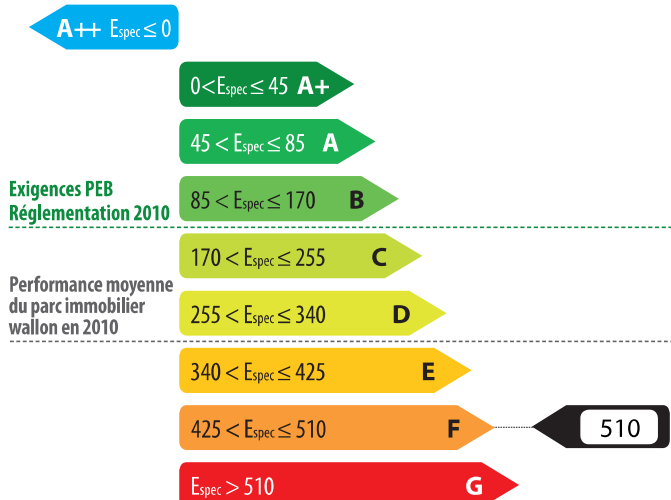 A++ Espec ≤ 0
0<Espec ≤ 45 A+
45 < Espec ≤ 85 A
Exigences PEB
Réglementation 2010
85 < Espec ≤ 170 B
170 < Espec ≤ 255 C
Performance moyenne
du parc immobilier
wallon en 2010
255 < Espec ≤ 340 D
340 < Espec ≤ 425 E
425 < Espec ≤ 510 F
510
Espec > 510 G